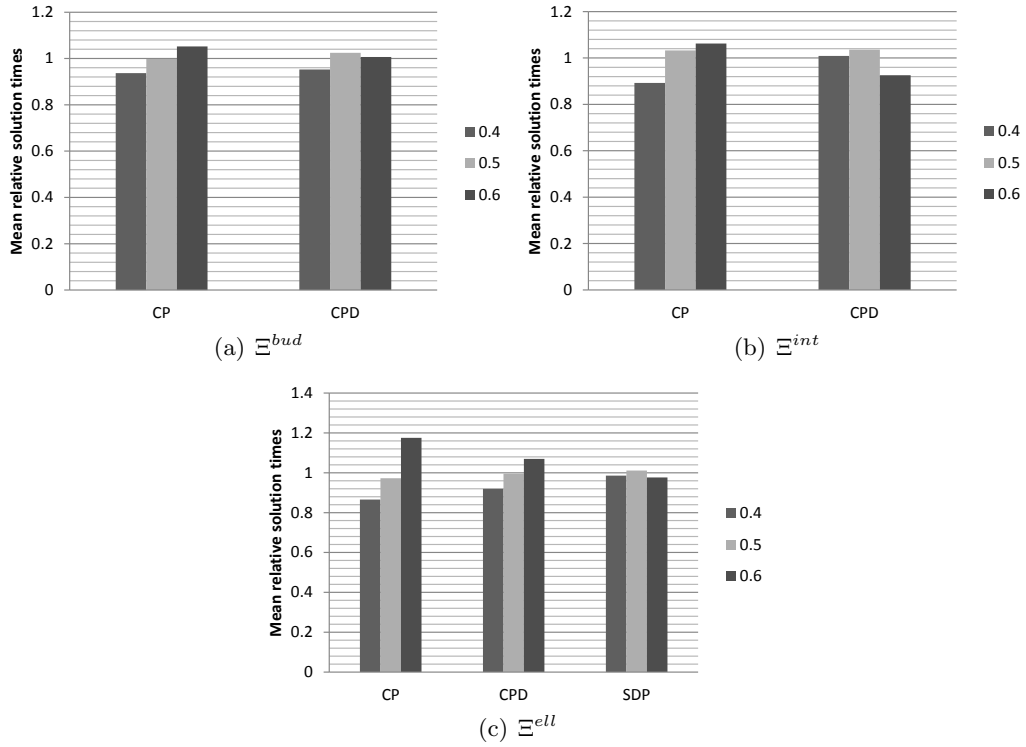 Mean relative solution times
1.2
1
0.8
0.6
0.4
0.2
0
CP
CPD
0.4
0.5
0.6
(a) Ξ^{bud}
Mean relative solution times
1.2
1
0.8
0.6
0.4
0.2
0
CP
CPD
0.4
0.5
0.6
(b) Ξ^{int}
Mean relative solution times
1.4
1.2
1
0.8
0.6
0.4
0.2
0
CP
CPD
SDP
0.4
0.5
0.6
(c) Ξ^{ell}